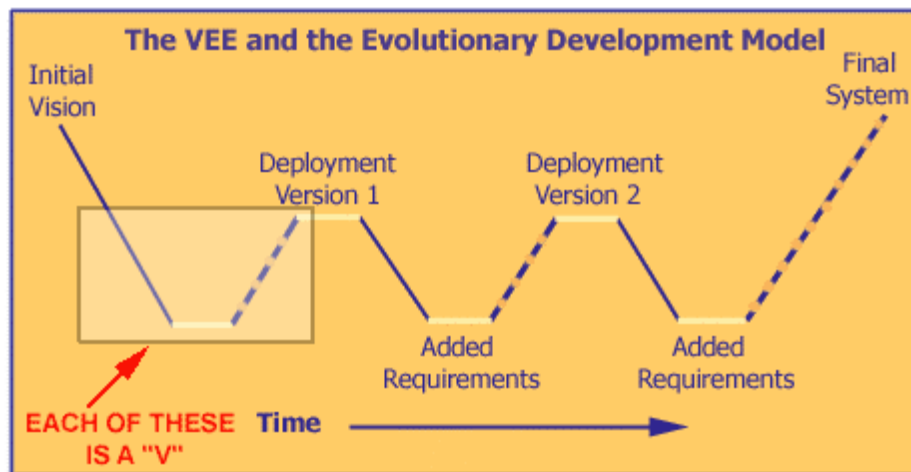 The VEE and the Evolutionary Development Model
Initial
Vision
Final
System
Deployment
Version 1
Deployment
Version 2
Added
Requirements
Added
Requirements
EACH OF THESE
IS A "V"
Time